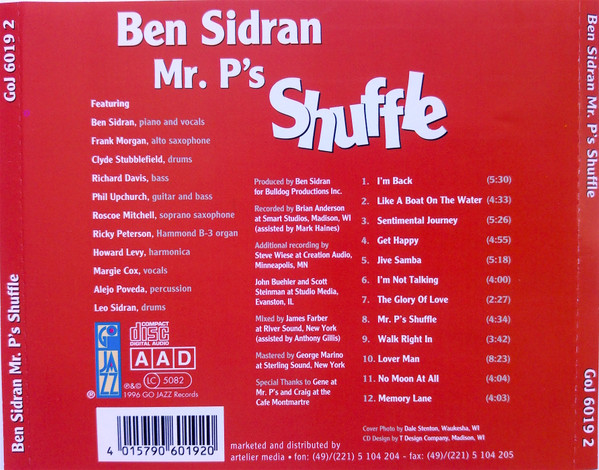 GoJ 6019 2
Ben Sidran Mr. P's Shuffle
Ben Sidran
Mr. P's
Shuffle
Featuring
Ben Sidran, piano and vocals
Frank Morgan, alto saxophone
Clyde Stubblefield, drums
Richard Davis, bass
Phil Upchurch, guitar and bass
Roscoe Mitchell, soprano saxophone
Ricky Peterson, Hammond B-3 organ
Howard Levy, harmonica
Margie Cox, vocals
Alejo Poveda, percussion
Leo Sidran, drums
GO
JAZZ
COMPACT
disc
DIGITAL AUDIO
AAD
LC 5082
℗&© 
1996 GO JAZZ Records
4 015790 601920
Produced by Ben Sidran
for Bulldog Productions Inc.
Recorded by Brian Anderson
at Smart Studios, Madison, WI
(assisted by Mark Haines)
Additional recording by
Steve Wiese at Creation Audio,
Minneapolis, MN
John Buehler and Scott
Steinman at Studio Media,
Evanston, IL
Mixed by James Farber
at River Sound, New York
(assisted by Anthony Gillis)
Mastered by George Marino
at Sterling Sound, New York
Special Thanks to Gene at
Mr. P's and Craig at the
Cafe Montmartre
1. I'm Back (5:30)
2. Like A Boat On The Water (4:33)
3. Sentimental Journey (5:26)
4. Get Happy (4:55)
5. Jive Samba (5:18)
6. I'm Not Talking (4:00)
7. The Glory Of Love (2:27)
8. Mr. P's Shuffle (4:34)
9. Walk Right In (3:42)
10. Lover Man (8:23)
11. No Moon At All (4:04)
12. Memory Lane (4:03)
Cover Photo by Dale Stenton, Waukesha, WI
CD Design by T Design Company, Madison, WI
marketed and distributed by
artelier media • fon: (49)/(221) 5 104 204 - fax: (49)/(221) 5 104 205
Ben Sidran Mr. P's Shuffle
GoJ 6019 2